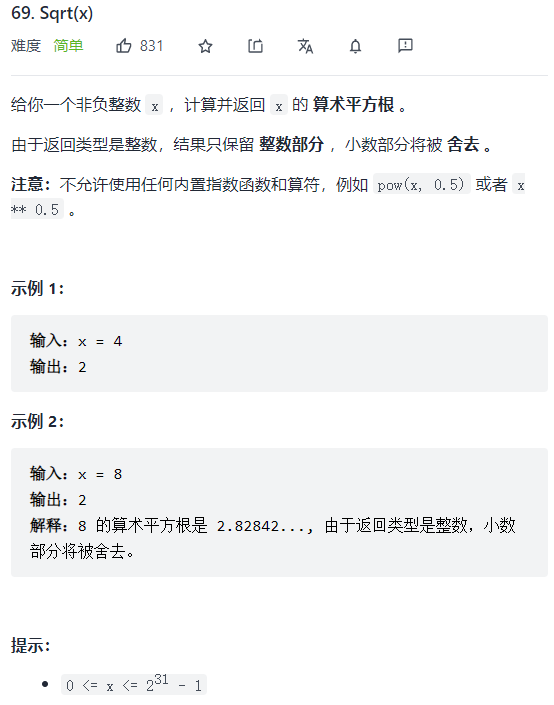 69. Sqrt(x)
难度 简单 831
给你一个非负整数 x ，计算并返回 x 的 算术平方根 。
由于返回类型是整数，结果只保留 整数部分 ，小数部分将被 舍去 。
注意：不允许使用任何内置指数函数和算符，例如 pow(x, 0.5) 或者 x
** 0.5 。
示例 1：
输入：x = 4
输出：2
示例 2：
输入：x = 8
输出：2
解释：8 的算术平方根是 2.82842..., 由于返回类型是整数，小数
部分将被舍去。
提示：
• 0 <= x <= 2³¹ - 1